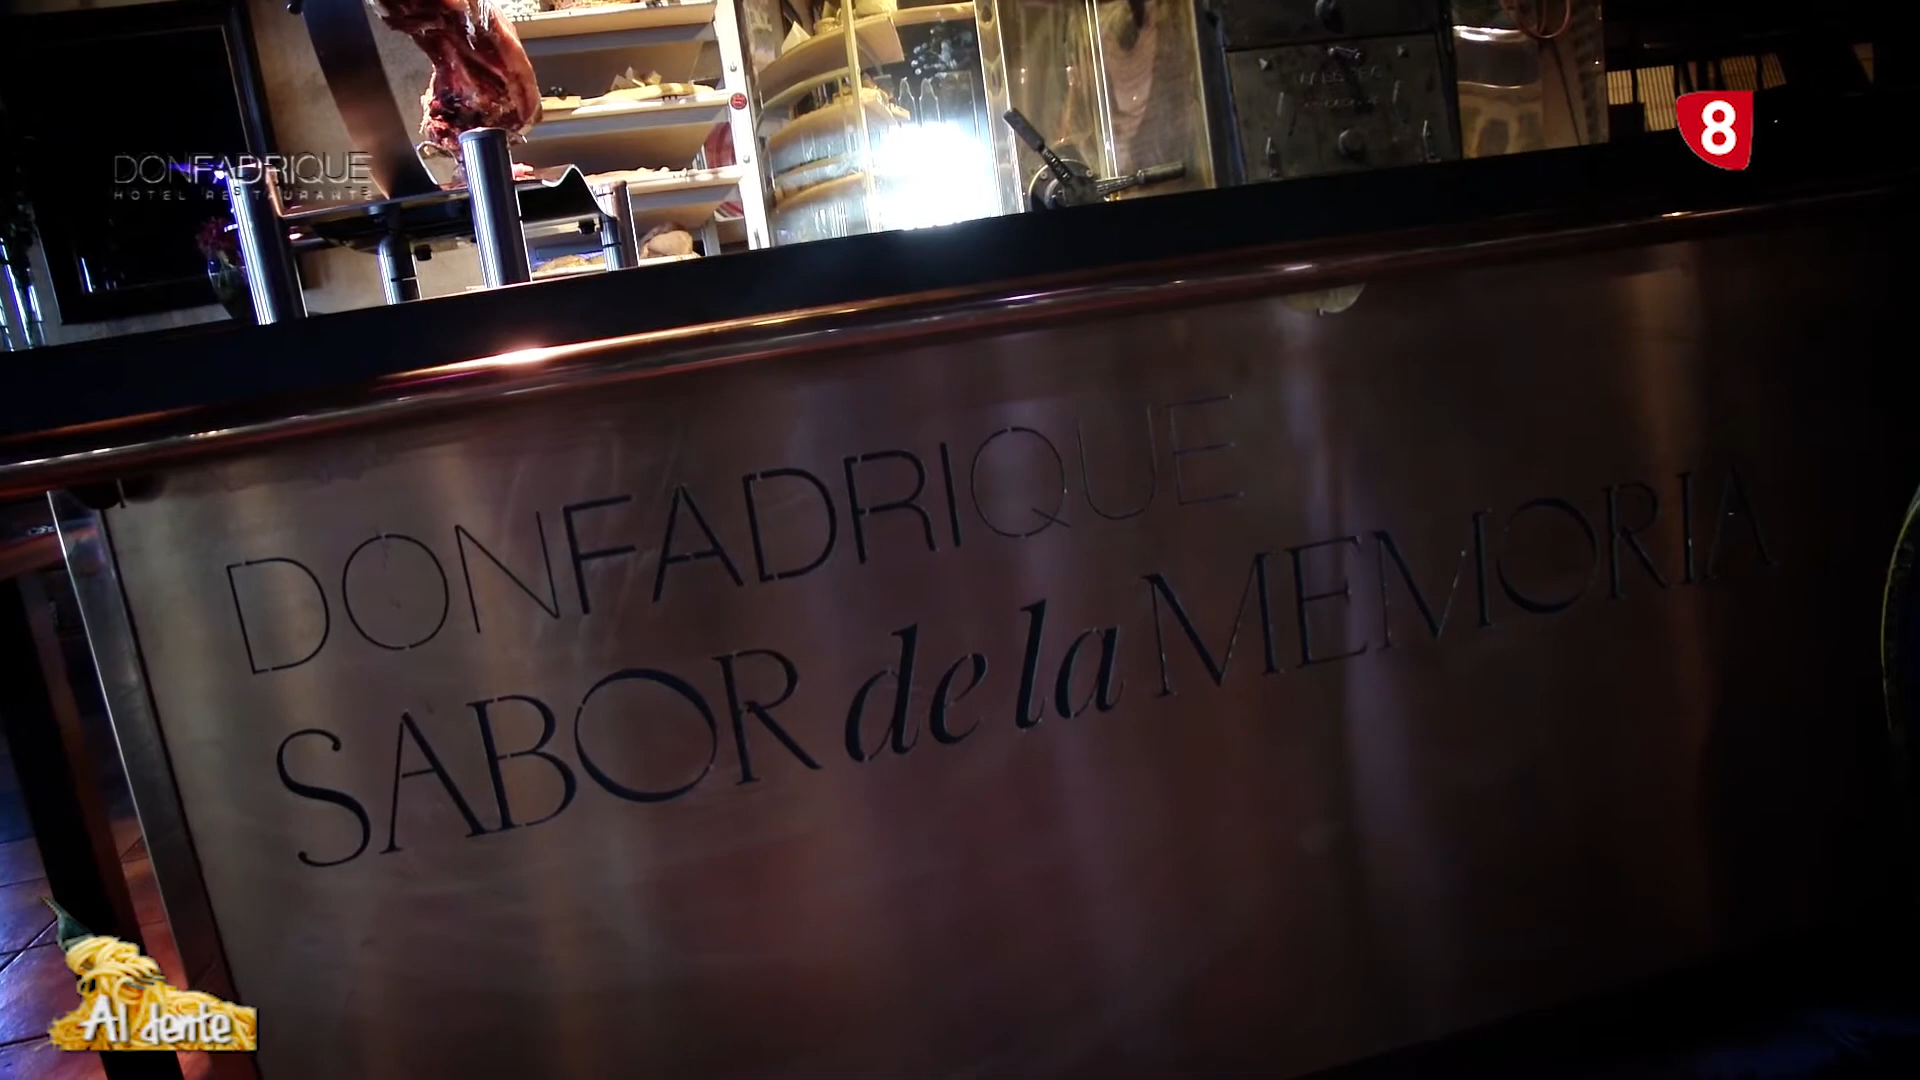 DONFADRIQUE
HOTEL RESTAURANTE
8
DONFADRIQUE
SABOR de la MEMORIA
Al dente